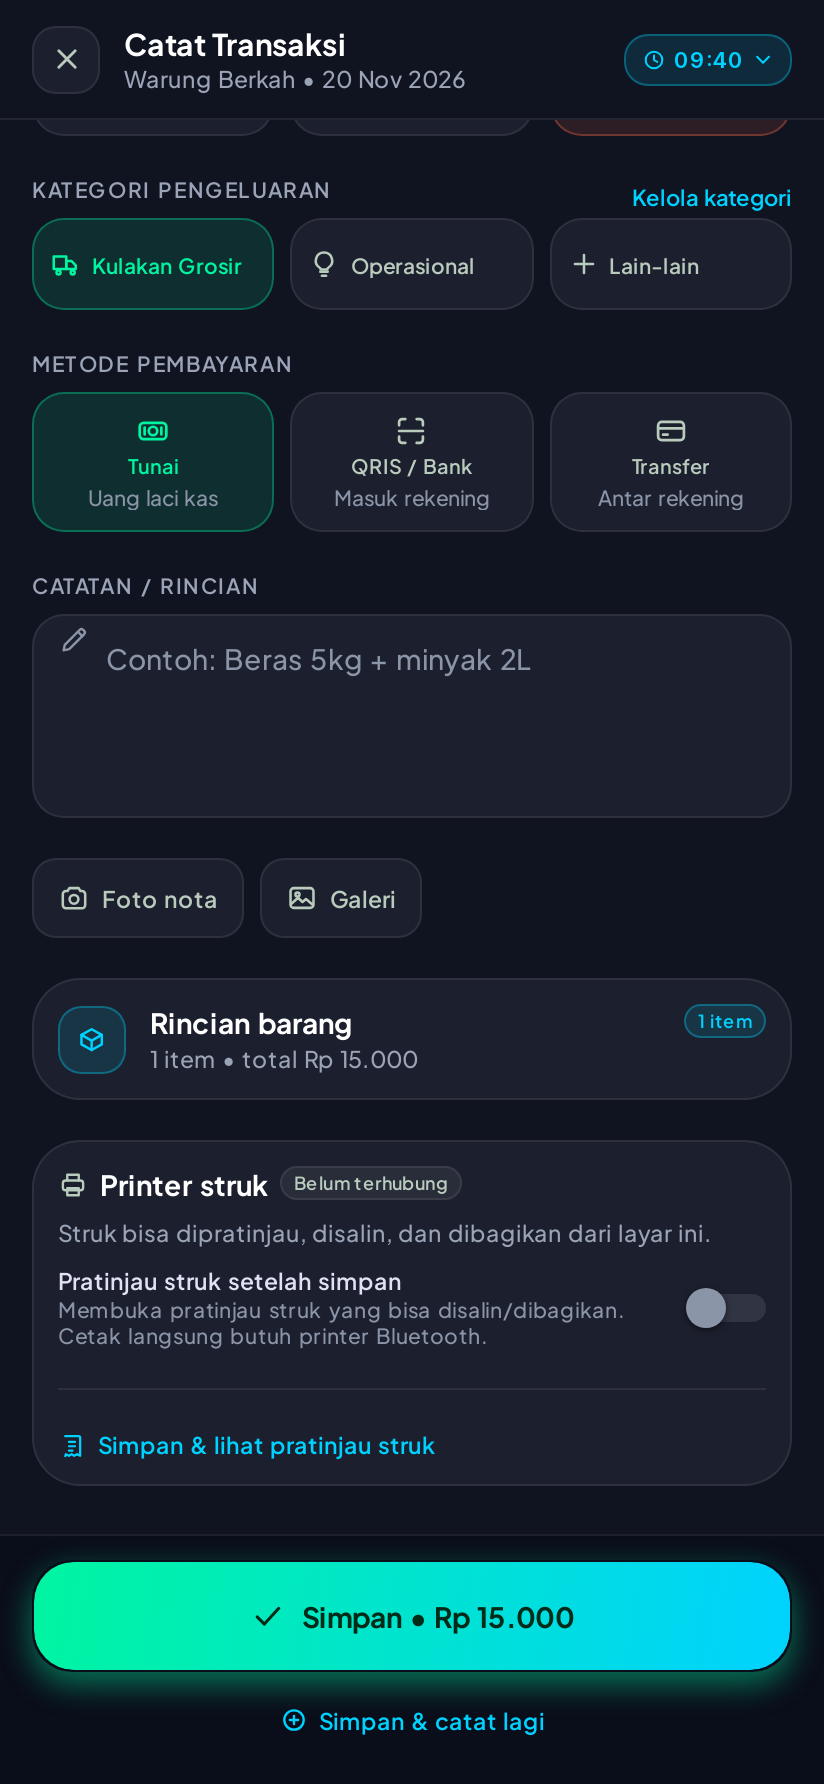 Catat Transaksi
Warung Berkah • 20 Nov 2026
09:40
KATEGORI PENGELUARAN
Kelola kategori
Kulakan Grosir
Operasional
Lain-lain
METODE PEMBAYARAN
Tunai
Uang laci kas
QRIS / Bank
Masuk rekening
Transfer
Antar rekening
CATATAN / RINCIAN
Contoh: Beras 5kg + minyak 2L
Foto nota
Galeri
Rincian barang
1 item
1 item • total Rp 15.000
Printer struk
Belum terhubung
Struk bisa dipratinjau, disalin, dan dibagikan dari layar ini.
Pratinjau struk setelah simpan
Membuka pratinjau struk yang bisa disalin/dibagikan.
Cetak langsung butuh printer Bluetooth.
Simpan & lihat pratinjau struk
Simpan • Rp 15.000
Simpan & catat lagi